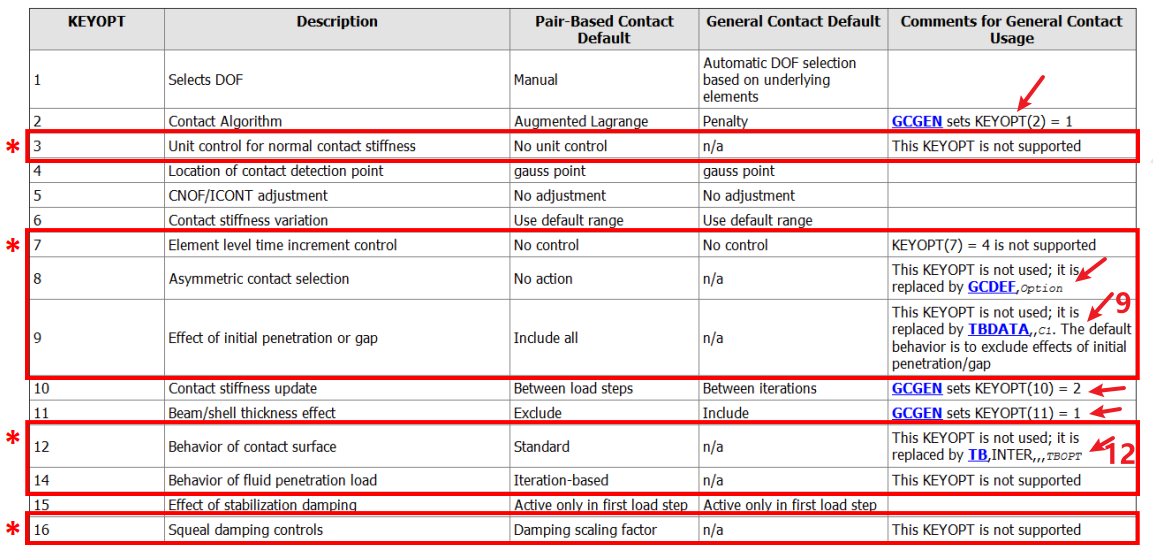 KEYOPT Description Pair-Based Contact Default General Contact Default Comments for General Contact Usage
1 Selects DOF Manual Automatic DOF selection based on underlying elements
2 Contact Algorithm Augmented Lagrange Penalty GCGEN sets KEYOPT(2) = 1
* 3 Unit control for normal contact stiffness No unit control n/a This KEYOPT is not supported
4 Location of contact detection point gauss point gauss point
5 CNOF/ICONT adjustment No adjustment No adjustment
6 Contact stiffness variation Use default range Use default range
* 7 Element level time increment control No control No control KEYOPT(7) = 4 is not supported
8 Asymmetric contact selection No action n/a This KEYOPT is not used; it is replaced by GCDEF,Option
9 Effect of initial penetration or gap Include all n/a This KEYOPT is not used; it is replaced by TBDATA,,C1. The default behavior is to exclude effects of initial penetration/gap
9
10 Contact stiffness update Between load steps Between iterations GCGEN sets KEYOPT(10) = 2
11 Beam/shell thickness effect Exclude Include GCGEN sets KEYOPT(11) = 1
* 12 Behavior of contact surface Standard n/a This KEYOPT is not used; it is replaced by TB,INTER,,,TBOPT
12
14 Behavior of fluid penetration load Iteration-based n/a This KEYOPT is not supported
15 Effect of stabilization damping Active only in first load step Active only in first load step
* 16 Squeal damping controls Damping scaling factor n/a This KEYOPT is not supported